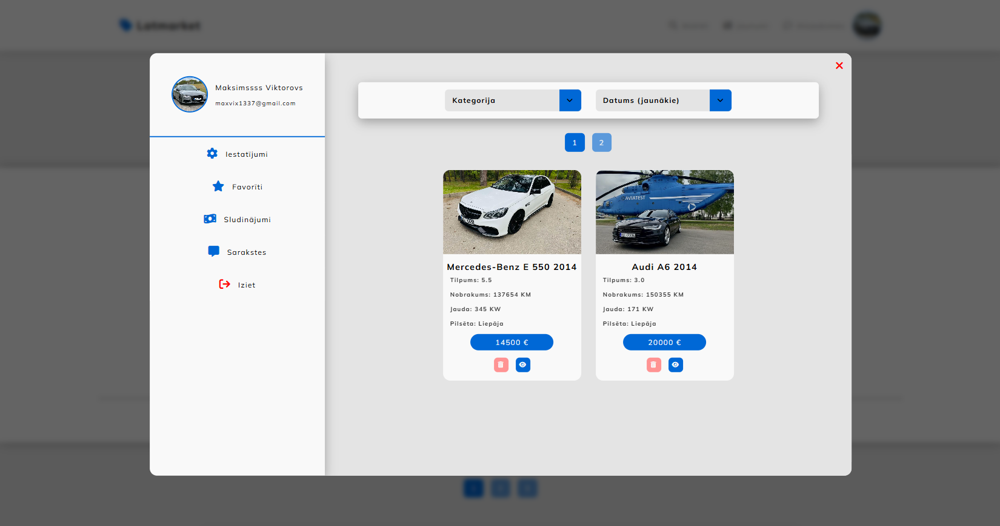 Latmarket
Maksimssss Viktorovs
maxvix1337@gmail.com
Iestatījumi
Favorīti
Sludinājumi
Sarakstes
Iziet
Kategorija
Datums (jaunākie)
1
2
AVIATEST
Mercedes-Benz E 550 2014
Tilpums: 5.5
Nobrakums: 137654 KM
Jauda: 345 KW
Pilsēta: Liepāja
14500 €
Audi A6 2014
Tilpums: 3.0
Nobrakums: 150355 KM
Jauda: 171 KW
Pilsēta: Liepāja
20000 €